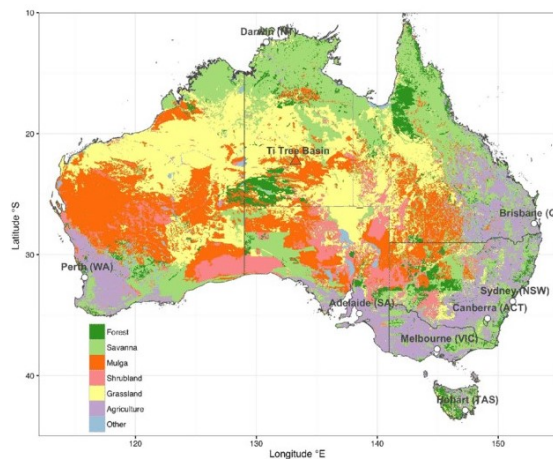 10
Darwin (NT)
20
Ti Tree Basin
Brisbane (Q
30
Perth (WA)
Sydney (NSW)
Adelaide (SA)
Canberra (ACT)
Melbourne (VIC)
40
Hobart (TAS)
Latitude °S
Forest
Savanna
Mulga
Shrubland
Grassland
Agriculture
Other
120
130
140
150
Longitude °E